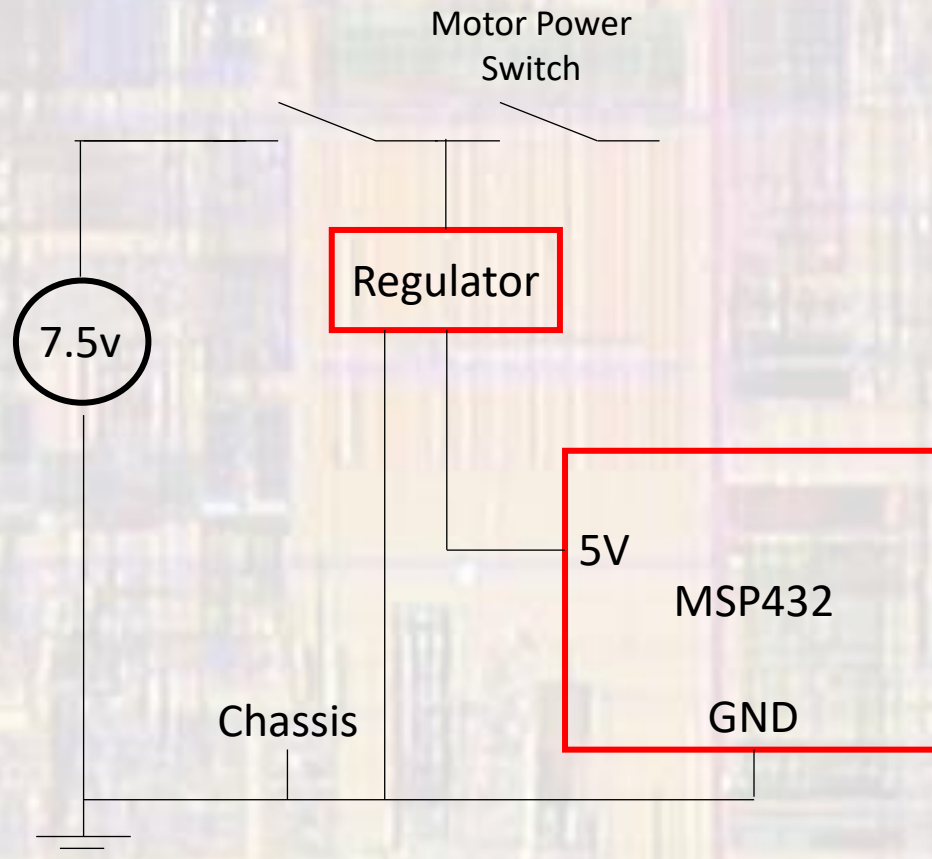 Motor Power
Switch
Regulator
7.5v
5V
MSP432
Chassis
GND